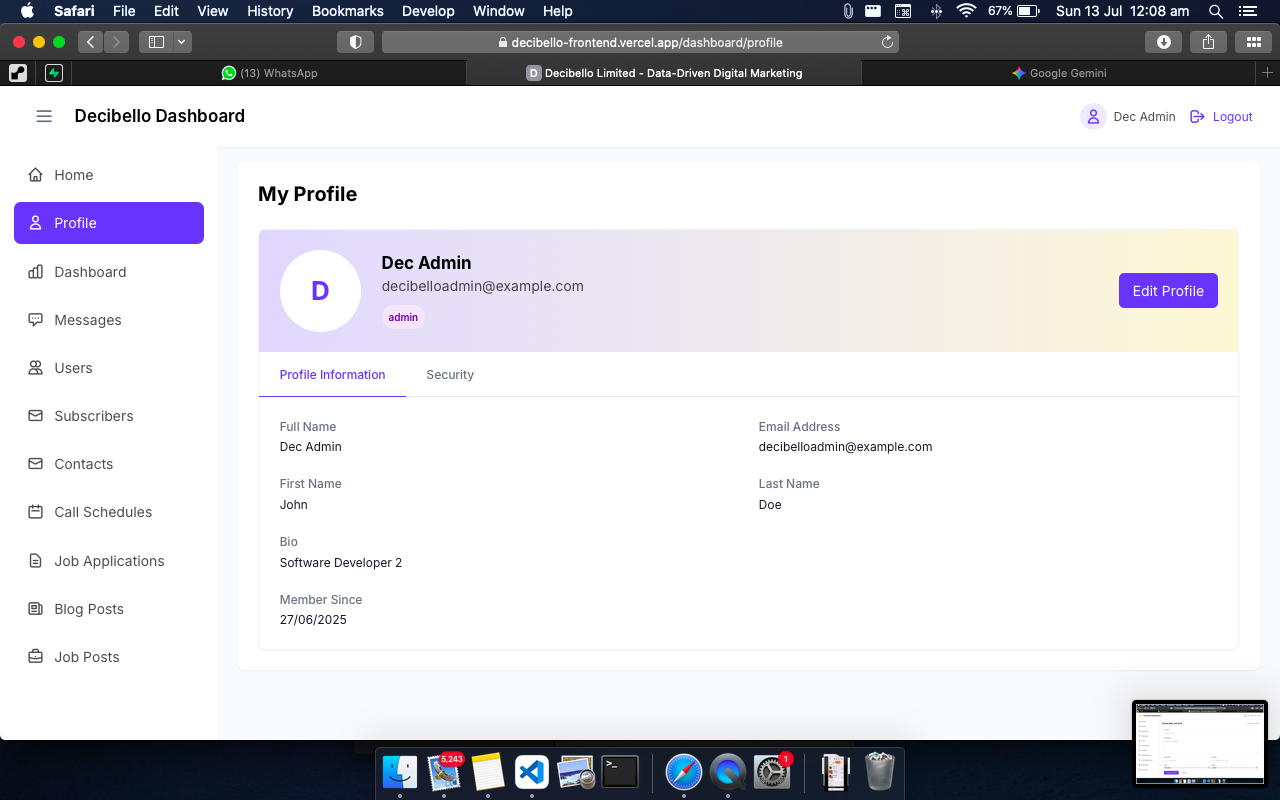 Safari File Edit View History Bookmarks Develop Window Help 67% Sun 13 Jul 12:08 am
decibello-frontend.vercel.app/dashboard/profile
(13) WhatsApp
D Decibello Limited - Data-Driven Digital Marketing
Google Gemini
Decibello Dashboard
Dec Admin
Logout
Home
Profile
Dashboard
Messages
Users
Subscribers
Contacts
Call Schedules
Job Applications
Blog Posts
Job Posts
My Profile
D
Dec Admin
decibelloadmin@example.com
admin
Edit Profile
Profile Information
Security
Full Name
Dec Admin
Email Address
decibelloadmin@example.com
First Name
John
Last Name
Doe
Bio
Software Developer 2
Member Since
27/06/2025
5,243
1